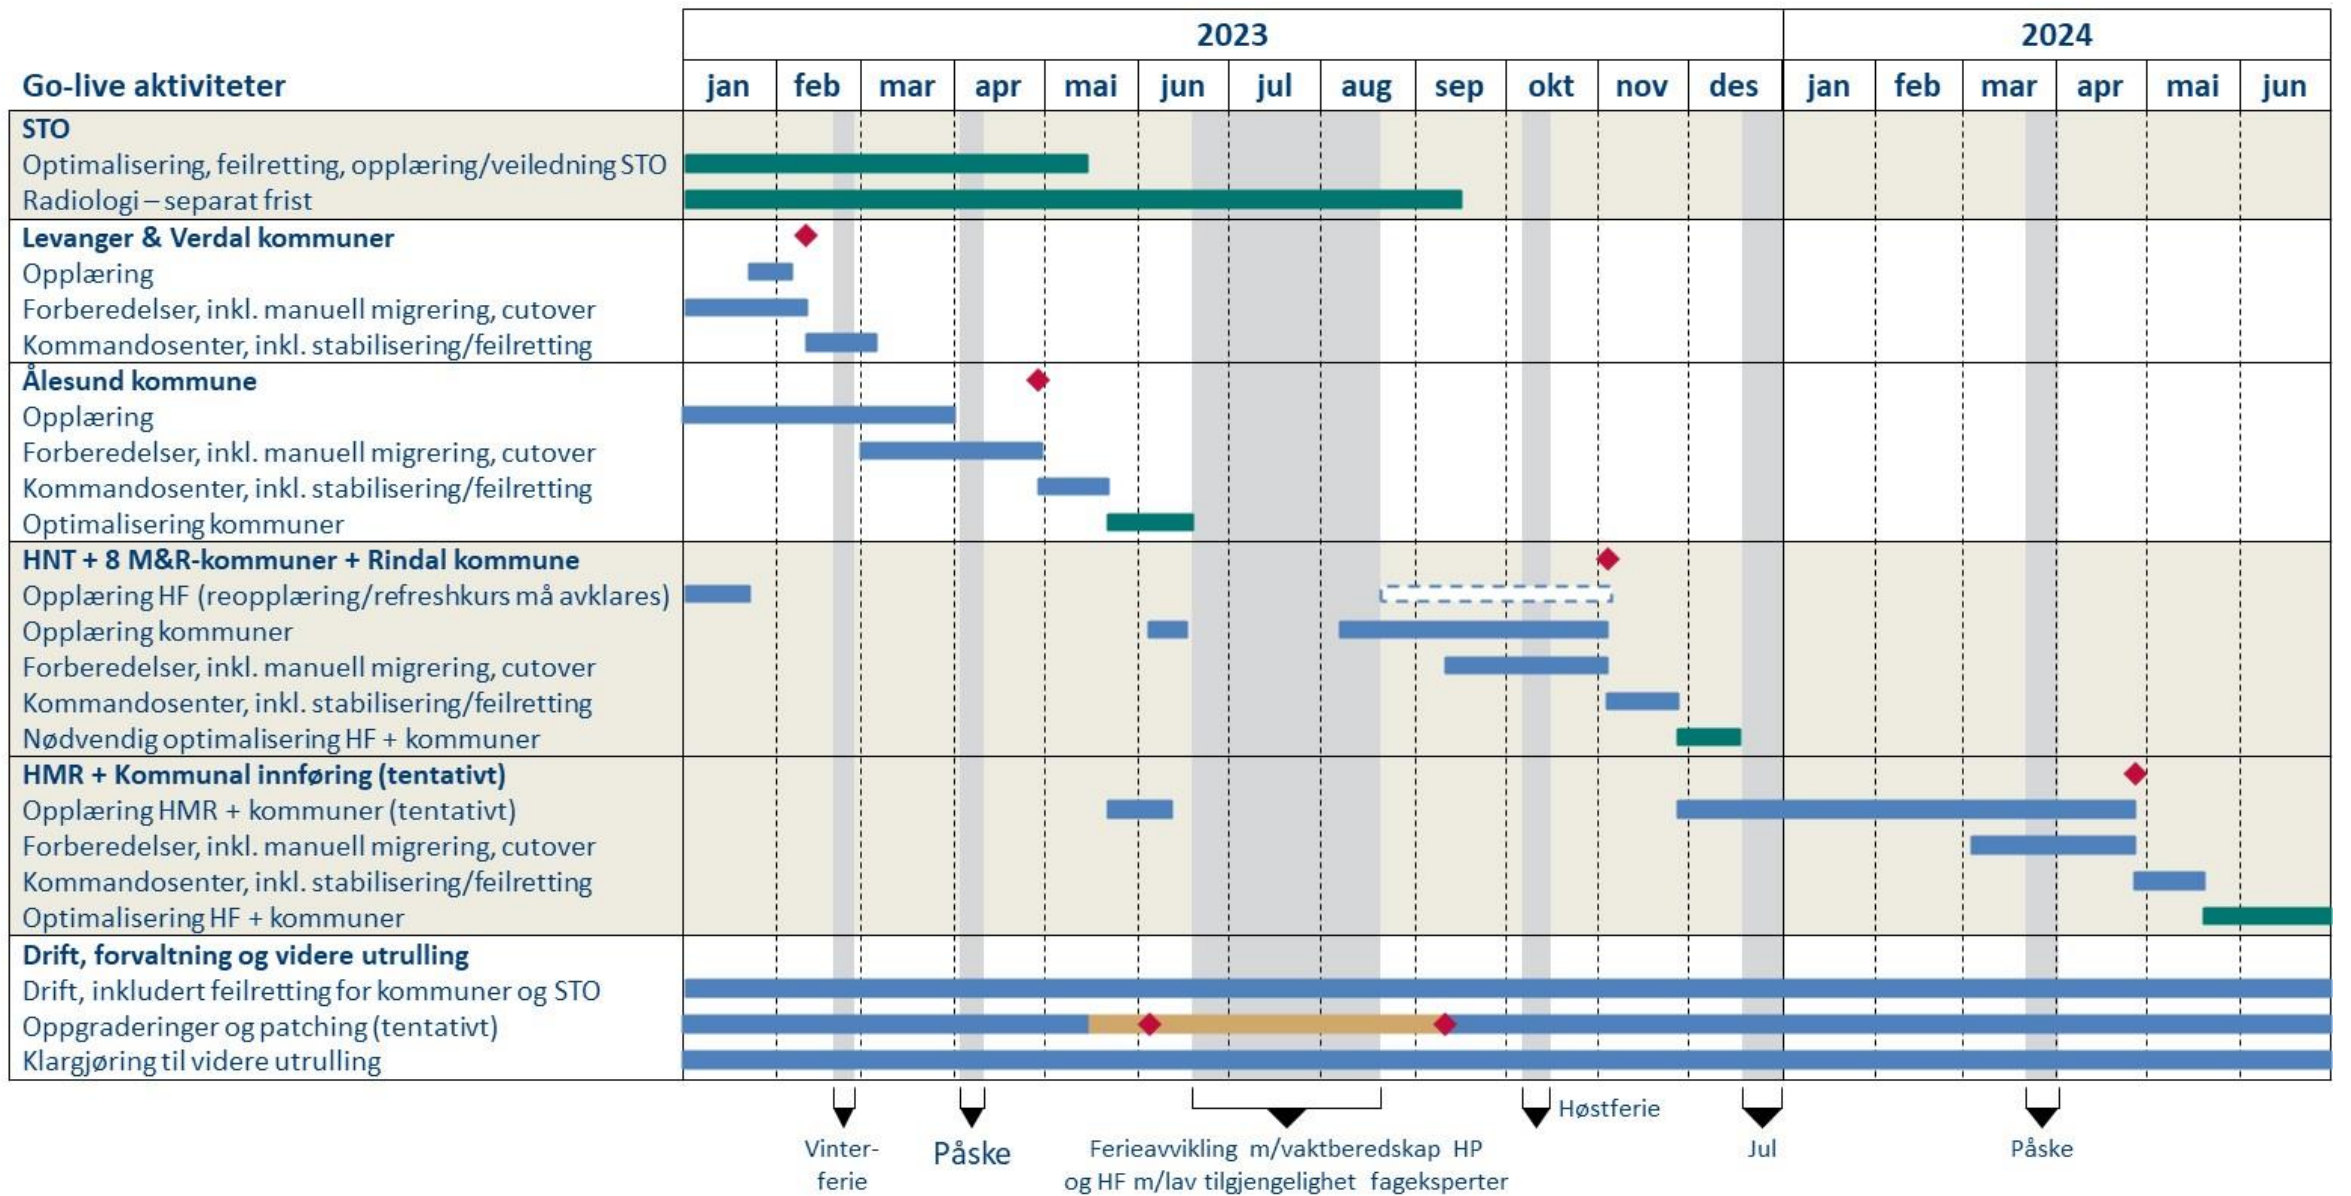 2023 2024
Go-live aktiviteter jan feb mar apr mai jun jul aug sep okt nov des jan feb mar apr mai jun
STO
Optimalisering, feilretting, opplæring/veiledning STO
Radiologi – separat frist
Levanger & Verdal kommuner
Opplæring
Forberedelser, inkl. manuell migrering, cutover
Kommandosenter, inkl. stabilisering/feilretting
Ålesund kommune
Opplæring
Forberedelser, inkl. manuell migrering, cutover
Kommandosenter, inkl. stabilisering/feilretting
Optimalisering kommuner
HNT + 8 M&R-kommuner + Rindal kommune
Opplæring HF (reopplæring/refreshkurs må avklares)
Opplæring kommuner
Forberedelser, inkl. manuell migrering, cutover
Kommandosenter, inkl. stabilisering/feilretting
Nødvendig optimalisering HF + kommuner
HMR + Kommunal innføring (tentativt)
Opplæring HMR + kommuner (tentativt)
Forberedelser, inkl. manuell migrering, cutover
Kommandosenter, inkl. stabilisering/feilretting
Optimalisering HF + kommuner
Drift, forvaltning og videre utrulling
Drift, inkludert feilretting for kommuner og STO
Oppgraderinger og patching (tentativt)
Klargjøring til videre utrulling
Høstferie
Vinter-
ferie
Påske
Ferieavvikling m/vaktberedskap HP
og HF m/lav tilgjengelighet fageksperter
Jul
Påske